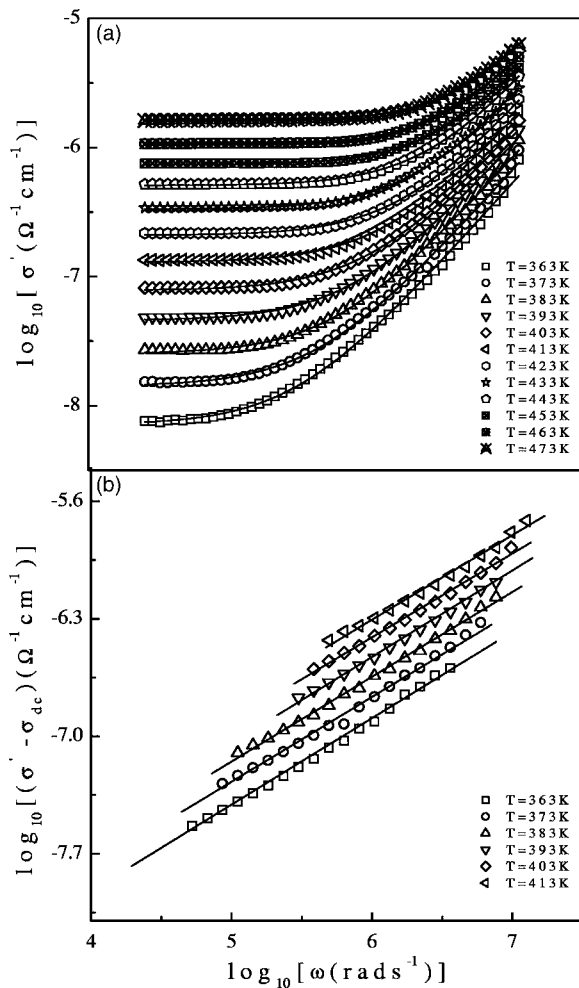 (a)
-5
-6
-7
-8
log10 [ σ' (Ω-1 cm-1 ) ]
T=363K
T=373K
T=383K
T=393K
T=403K
T=413K
T=423K
T=433K
T=443K
T=453K
T=463K
T=473K
(b)
-5.6
-6.3
-7.0
-7.7
log10 [ (σ' - σdc ) (Ω-1 cm-1 ) ]
T=363K
T=373K
T=383K
T=393K
T=403K
T=413K
4 5 6 7
log10 [ ω (rads-1 ) ]